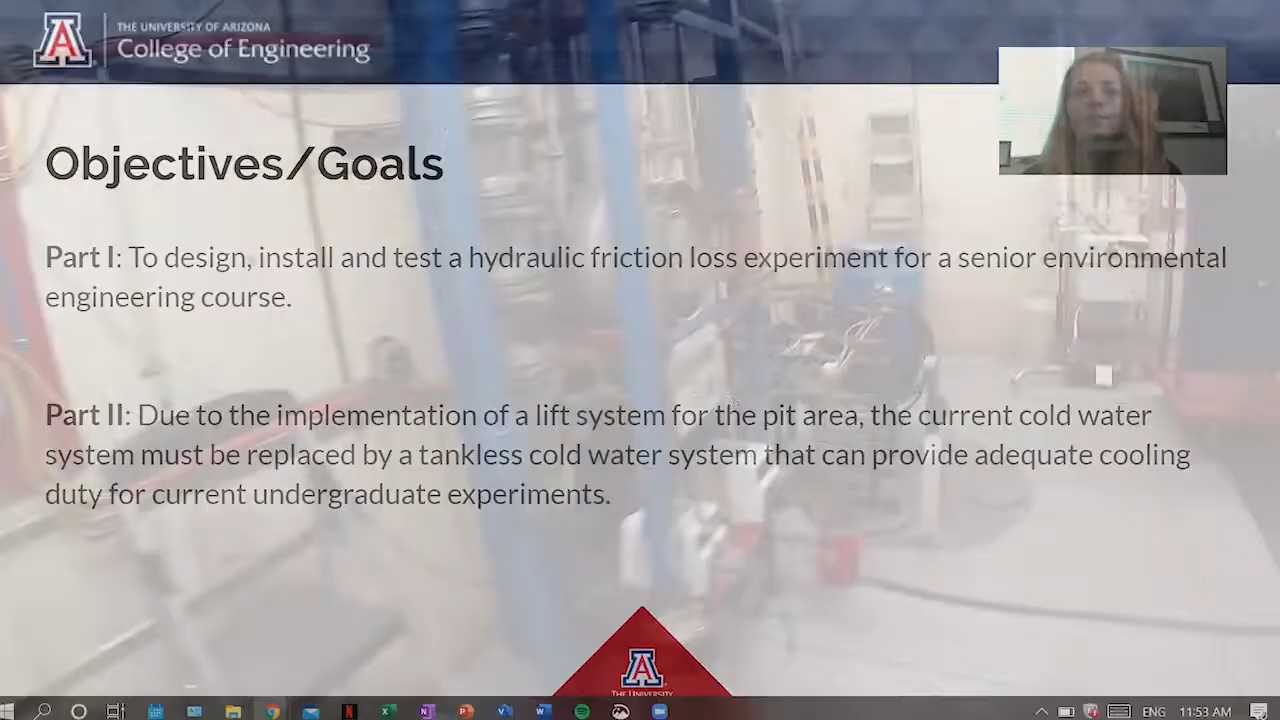 THE UNIVERSITY OF ARIZONA
College of Engineering
Objectives/Goals
Part I: To design, install and test a hydraulic friction loss experiment for a senior environmental
engineering course.
Part II: Due to the implementation of a lift system for the pit area, the current cold water
system must be replaced by a tankless cold water system that can provide adequate cooling
duty for current undergraduate experiments.
A
THE UNIVERSITY
ENG 11:53 AM